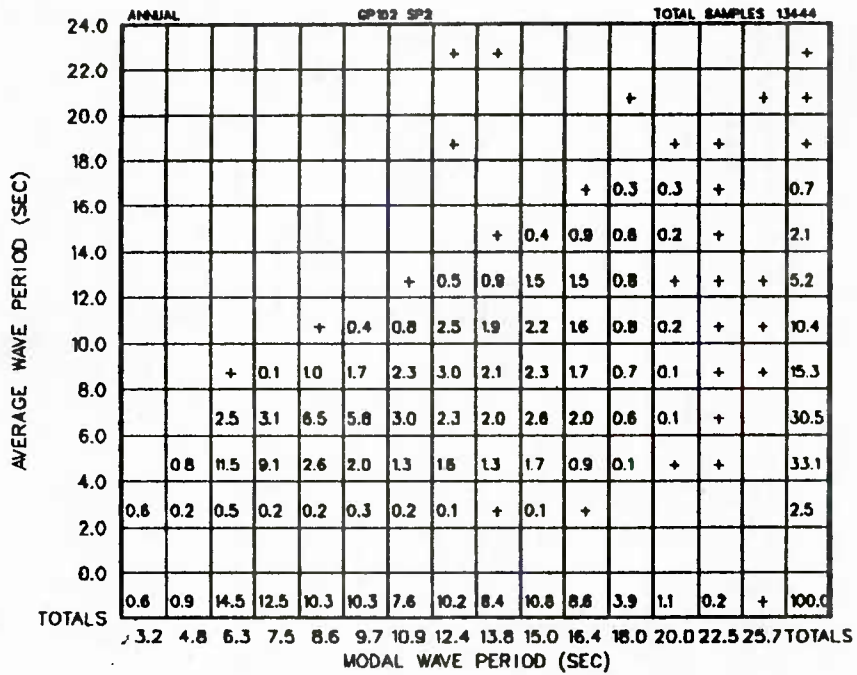 ANNUAL GP102 SP2 TOTAL SAMPLES 13444
24.0
+ + +
22.0
+ + +
20.0
+ + + +
18.0
+ 0.3 0.3 + 0.7
16.0
+ 0.4 0.9 0.6 0.2 + 2.1
14.0
+ 0.5 0.9 1.5 1.5 0.8 + + + 5.2
12.0
+ 0.4 0.8 2.5 1.9 2.2 1.6 0.8 0.2 + + 10.4
10.0
+ 0.1 1.0 1.7 2.3 3.0 2.1 2.3 1.7 0.7 0.1 + + 15.3
8.0
2.5 3.1 6.5 5.8 3.0 2.3 2.0 2.6 2.0 0.6 0.1 + 30.5
6.0
0.8 11.5 9.1 2.6 2.0 1.3 1.6 1.3 1.7 0.9 0.1 + + 33.1
4.0
0.6 0.2 0.5 0.2 0.2 0.3 0.2 0.1 + 0.1 + 2.5
2.0
0.0
0.6 0.9 14.5 12.5 10.3 10.3 7.6 10.2 8.4 10.8 8.6 3.9 1.1 0.2 + 100.0
TOTALS
3.2 4.8 6.3 7.5 8.6 9.7 10.9 12.4 13.8 15.0 16.4 18.0 20.0 22.5 25.7 TOTALS
MODAL WAVE PERIOD (SEC)
AVERAGE WAVE PERIOD (SEC)